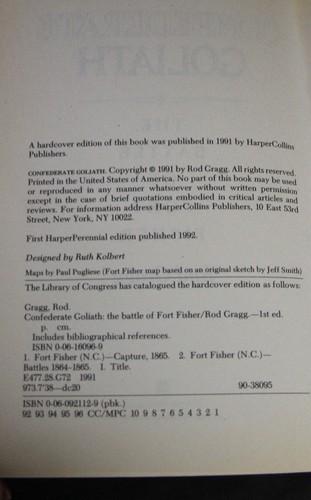 A hardcover edition of this book was published in 1991 by HarperCollins
Publishers.
CONFEDERATE GOLIATH. Copyright © 1991 by Rod Gragg. All rights reserved.
Printed in the United States of America. No part of this book may be used
or reproduced in any manner whatsoever without written permission
except in the case of brief quotations embodied in critical articles and
reviews. For information address HarperCollins Publishers, 10 East 53rd
Street, New York, NY 10022.
First HarperPerennial edition published 1992.
Designed by Ruth Kolbert
Maps by Paul Pugliese (Fort Fisher map based on an original sketch by Jeff Smith)
The Library of Congress has catalogued the hardcover edition as follows:
Gragg, Rod.
Confederate Goliath: the battle of Fort Fisher/Rod Gragg.—1st ed.
p. cm.
Includes bibliographical references.
ISBN 0-06-16096-9
1. Fort Fisher (N.C.)—Capture, 1865. 2. Fort Fisher (N.C.)—
Battles 1864-1865. 1. Title.
E477.28.G72 1991
973.7'38—dc20 90-38095
ISBN 0-06-092112-9 (pbk.)
92 93 94 95 96 CC/MPC 10 9 8 7 6 5 4 3 2 1